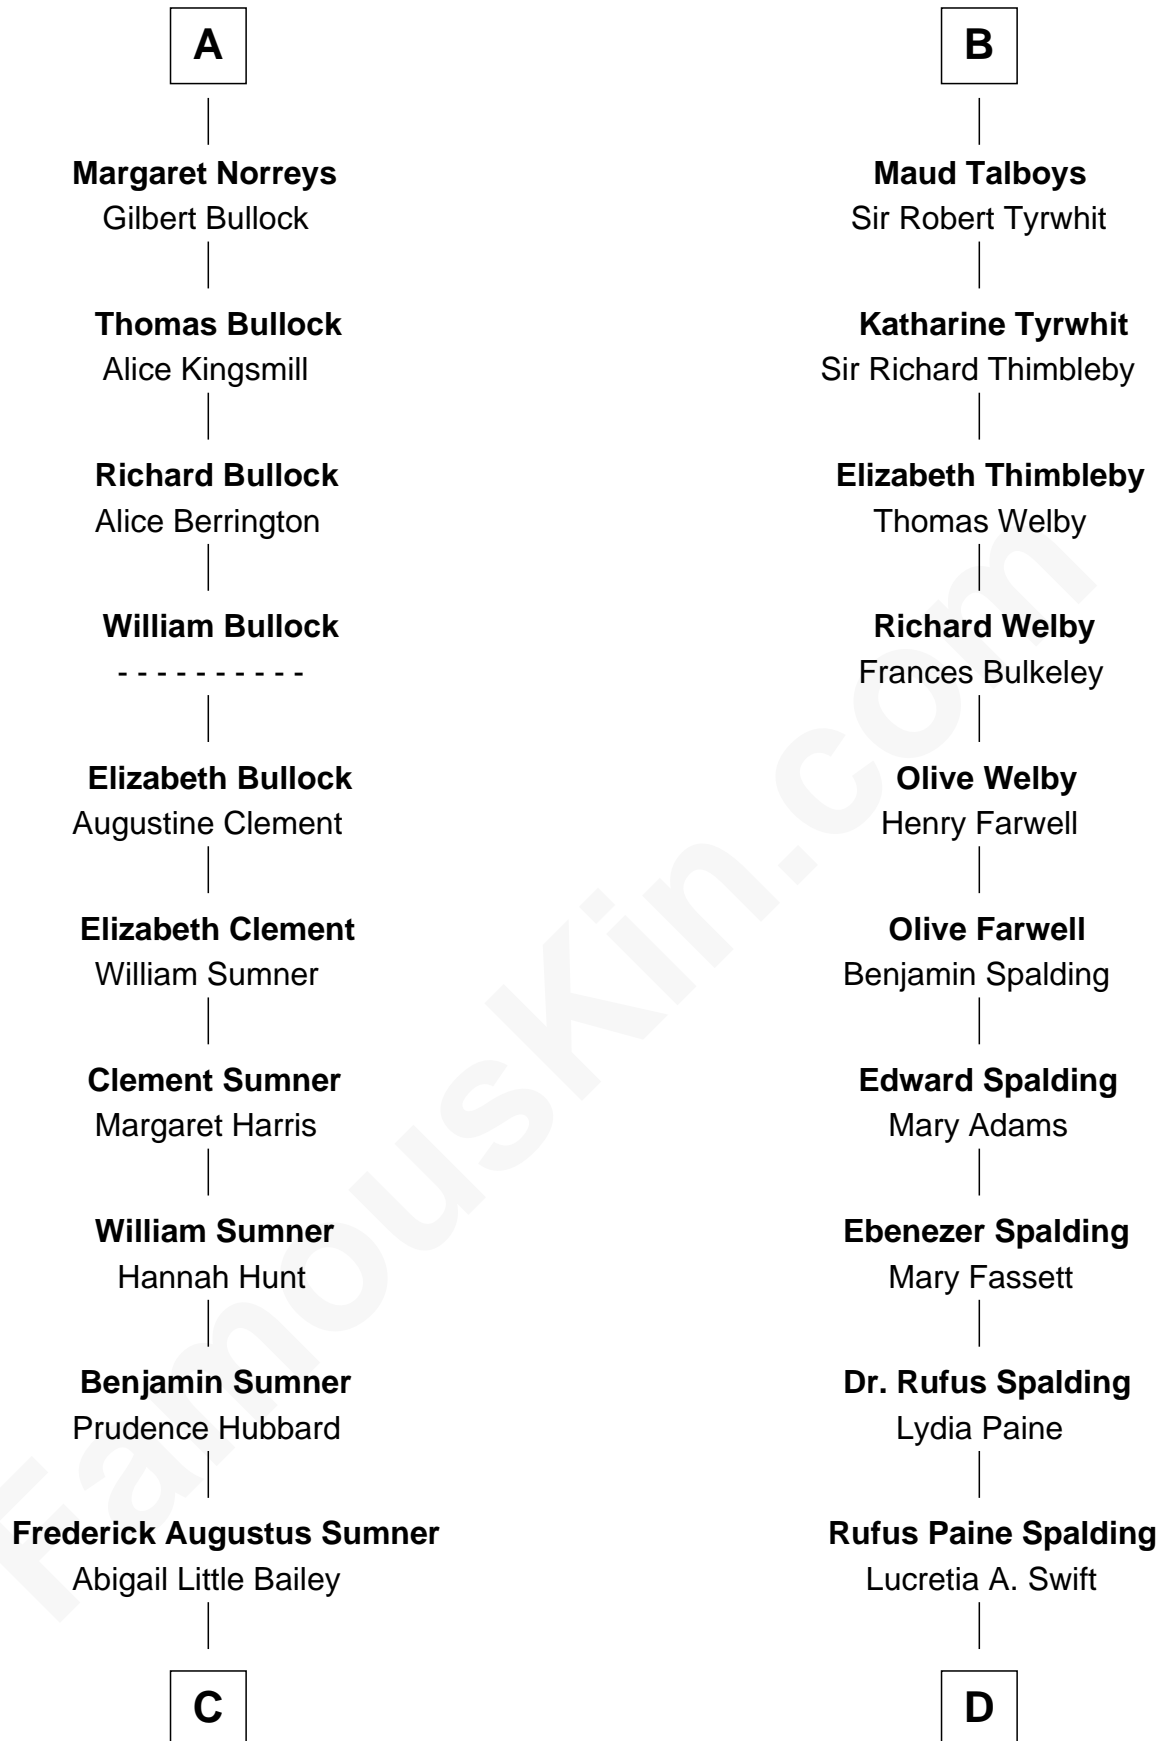 A
Margaret Norreys
Gilbert Bullock
Thomas Bullock
Alice Kingsmill
Richard Bullock
Alice Berrington
William Bullock
- - - - - - - - - -
Elizabeth Bullock
Augustine Clement
Elizabeth Clement
William Sumner
Clement Sumner
Margaret Harris
William Sumner
Hannah Hunt
Benjamin Sumner
Prudence Hubbard
Frederick Augustus Sumner
Abigail Little Bailey
C
B
Maud Talboys
Sir Robert Tyrwhit
Katharine Tyrwhit
Sir Richard Thimbleby
Elizabeth Thimbleby
Thomas Welby
Richard Welby
Frances Bulkeley
Olive Welby
Henry Farwell
Olive Farwell
Benjamin Spalding
Edward Spalding
Mary Adams
Ebenezer Spalding
Mary Fassett
Dr. Rufus Spalding
Lydia Paine
Rufus Paine Spalding
Lucretia A. Swift
D
FamousKin.com